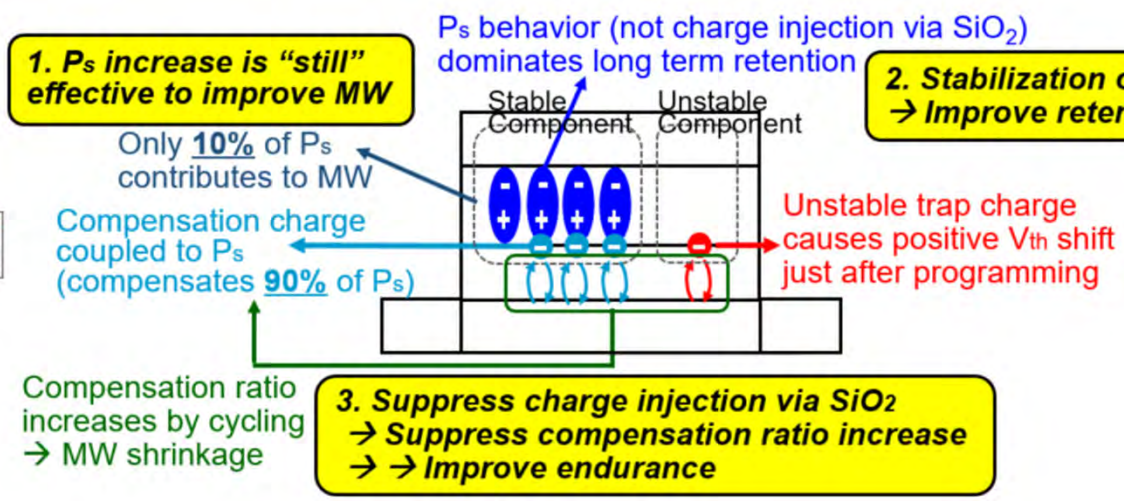 Ps behavior (not charge injection via SiO2)
dominates long term retention
1. Ps increase is “still”
effective to improve MW
2. Stabilization
→ Improve
Stable
Component
Unstable
Component
Only 10% of Ps
contributes to MW
Compensation charge
coupled to Ps
(compensates 90% of Ps)
Unstable trap charge
causes positive Vth shift
just after programming
Compensation ratio
increases by cycling
→ MW shrinkage
3. Suppress charge injection via SiO2
→ Suppress compensation ratio increase
→ → Improve endurance